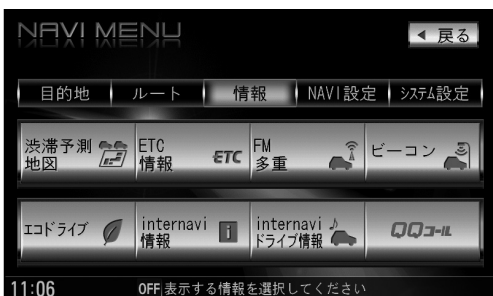 NAVI MENU
◀ 戻る
目的地 ルート 情報 NAVI設定 システム設定
渋滞予測
地図
ETC
情報
ETC
FM
多重
ビーコン
エコドライブ
internavi
情報
i
internavi
ドライブ情報
QQコール
11:06 OFF 表示する情報を選択してください